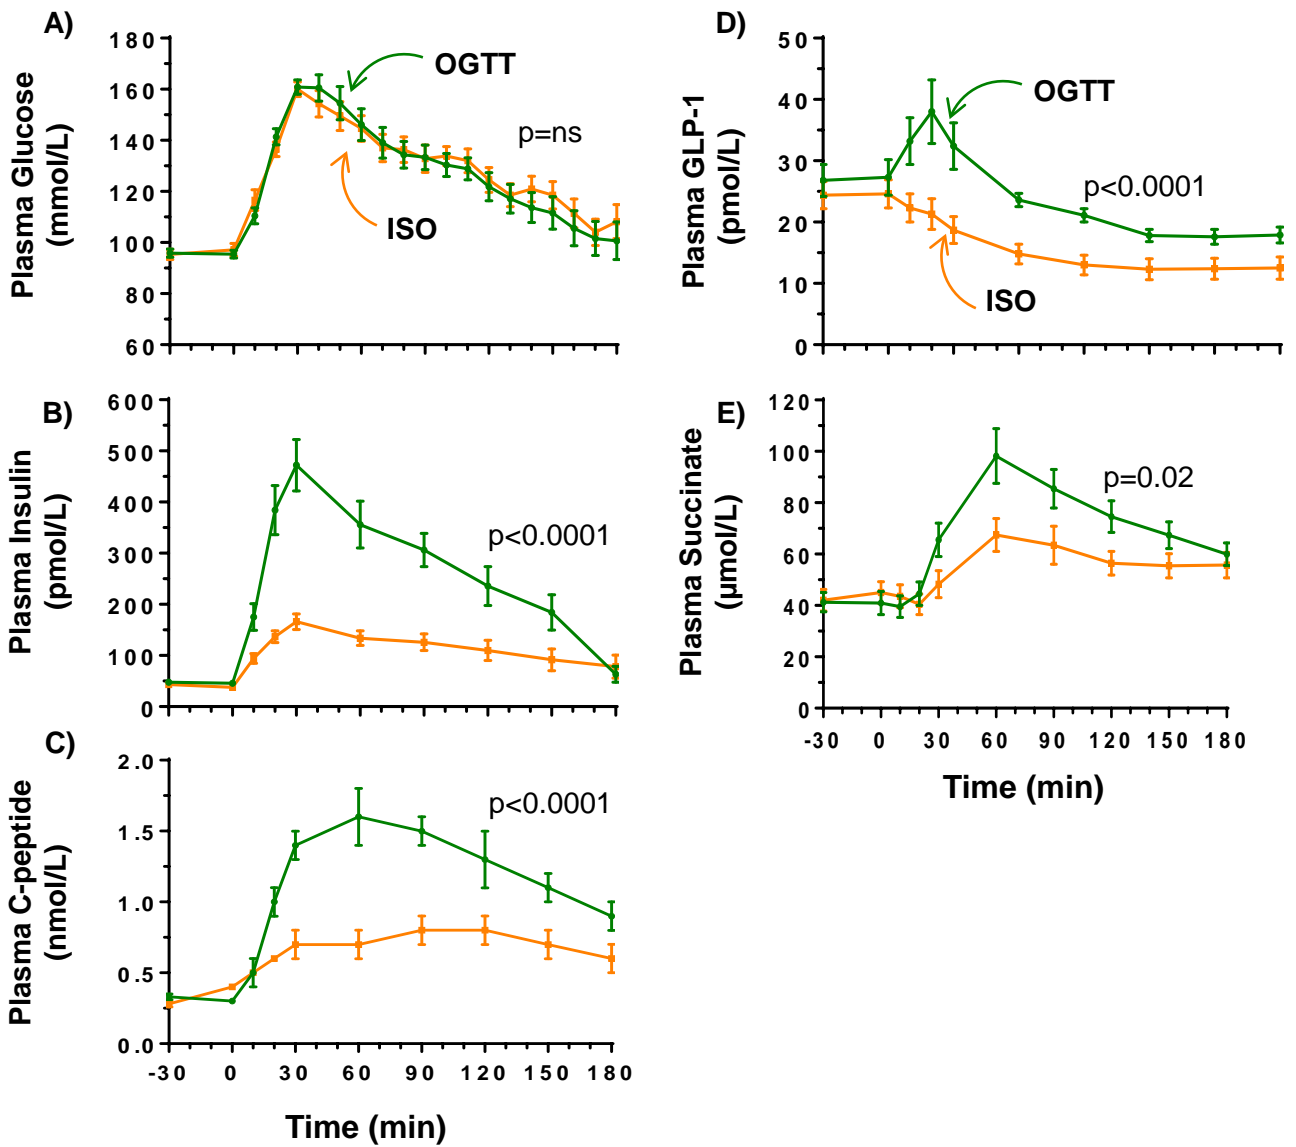 A)
Plasma Glucose
(mmol/L)
180
160
140
120
100
80
60
OGTT
ISO
p=ns
B)
Plasma Insulin
(pmol/L)
600
500
400
300
200
100
0
p<0.0001
C)
Plasma C-peptide
(nmol/L)
2.0
1.5
1.0
0.5
0.0
p<0.0001
-30 0 30 60 90 120 150 180
Time (min)
D)
Plasma GLP-1
(pmol/L)
50
40
30
20
10
0
OGTT
ISO
p<0.0001
E)
Plasma Succinate
(μmol/L)
120
100
80
60
40
20
0
p=0.02
-30 0 30 60 90 120 150 180
Time (min)